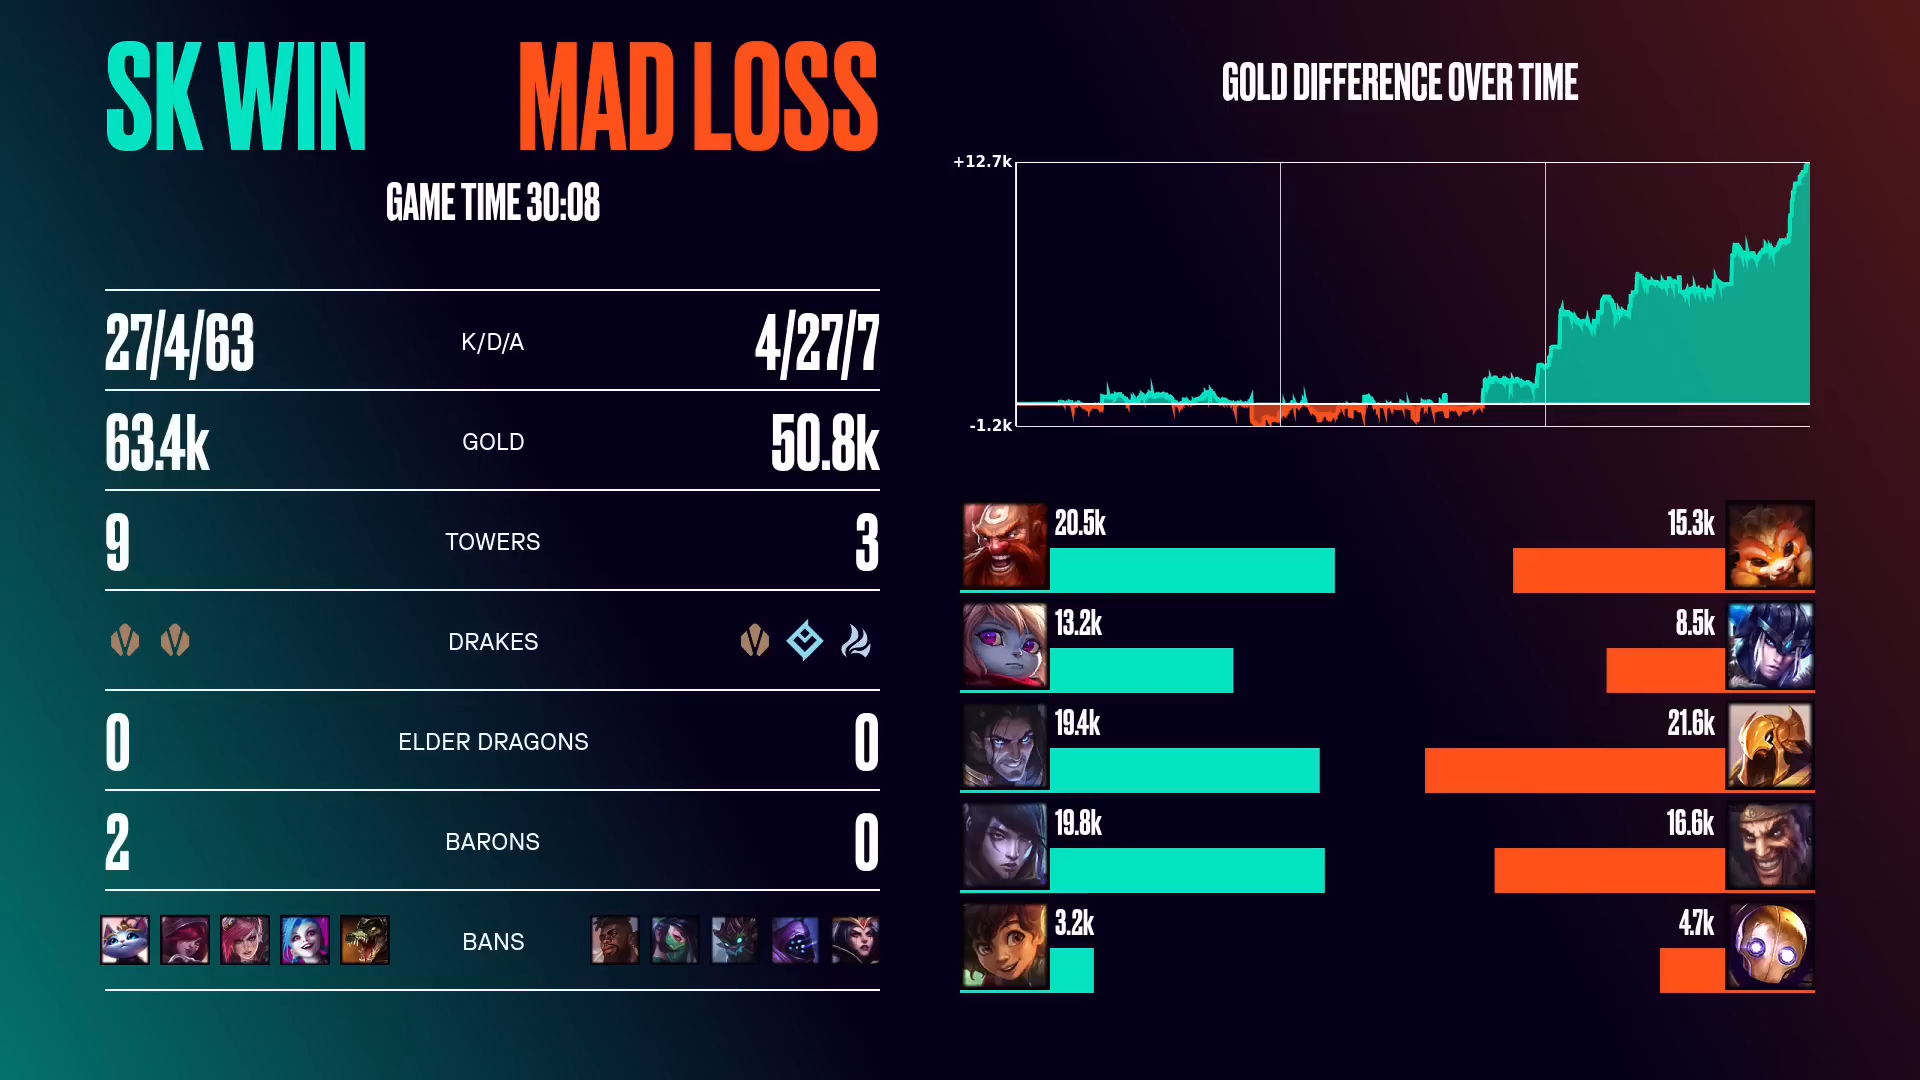 SK WIN
MAD LOSS
GAME TIME 30:08
27/4/63 K/D/A 4/27/7
63.4k GOLD 50.8k
9 TOWERS 3
DRAKES
0 ELDER DRAGONS 0
2 BARONS 0
BANS
GOLD DIFFERENCE OVER TIME
+12.7k
-1.2k
20.5k 15.3k
13.2k 8.5k
19.4k 21.6k
19.8k 16.6k
3.2k 4.7k